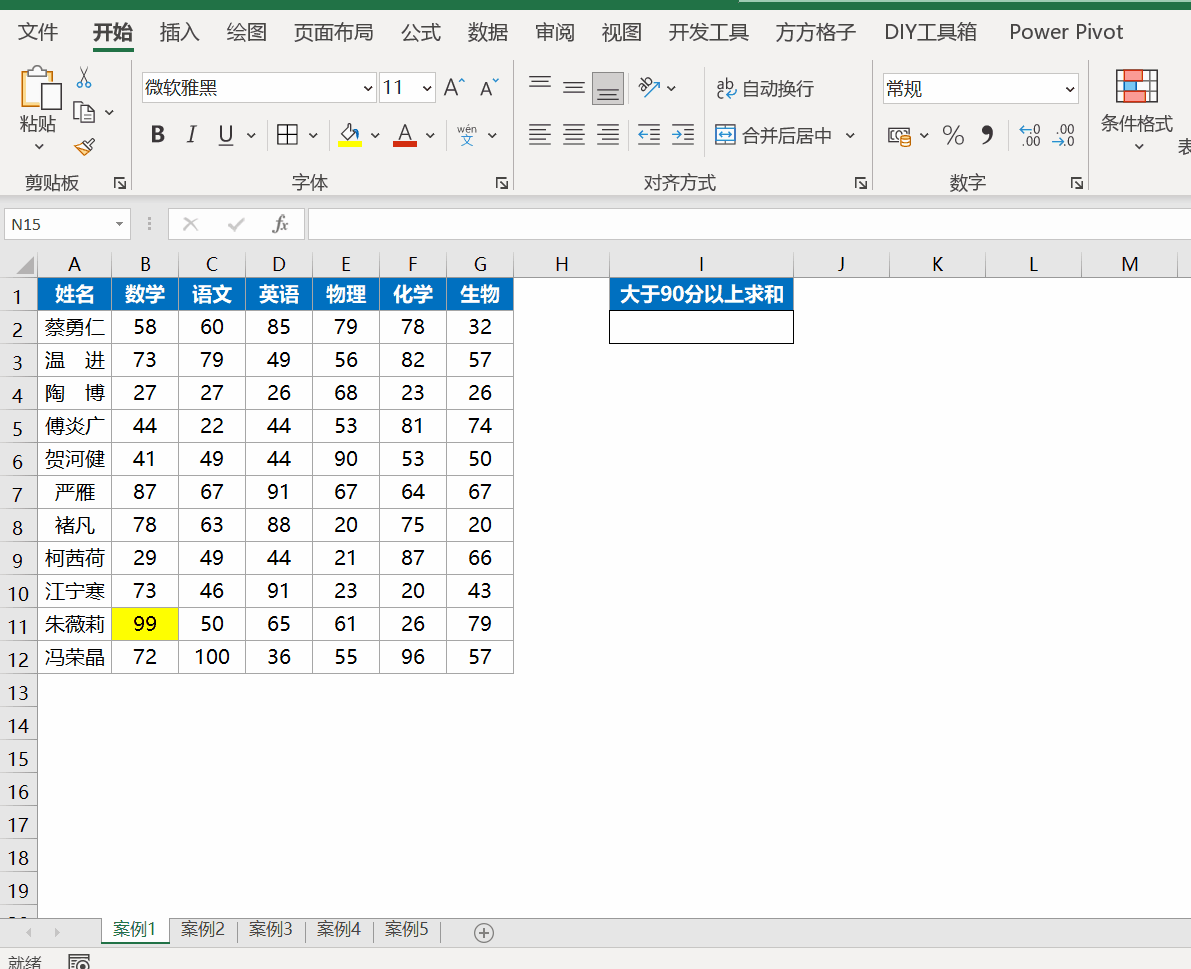 文件 开始 插入 绘图 页面布局 公式 数据 审阅 视图 开发工具 方方格子 DIY工具箱 Power Pivot
微软雅黑 11 A A ab 自动换行 常规
粘贴 B I U A wén 文 合并后居中 % .00 .00 条件格式
剪贴板 字体 对齐方式 数字
N15 fx
A B C D E F G H I J K L M
1 姓名 数学 语文 英语 物理 化学 生物 大于90分以上求和
2 蔡勇仁 58 60 85 79 78 32
3 温 进 73 79 49 56 82 57
4 陶 博 27 27 26 68 23 26
5 傅炎广 44 22 44 53 81 74
6 贺河健 41 49 44 90 53 50
7 严雁 87 67 91 67 64 67
8 褚凡 78 63 88 20 75 20
9 柯茜荷 29 49 44 21 87 66
10 江宁寒 73 46 91 23 20 43
11 朱薇莉 99 50 65 61 26 79
12 冯荣晶 72 100 36 55 96 57
13
14
15
16
17
18
19
案例1 案例2 案例3 案例4 案例5
就绪